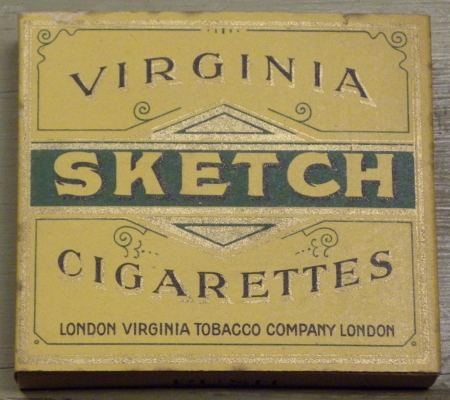 VIRGINIA
SKETCH
CIGARETTES
LONDON VIRGINIA TOBACCO COMPANY LONDON